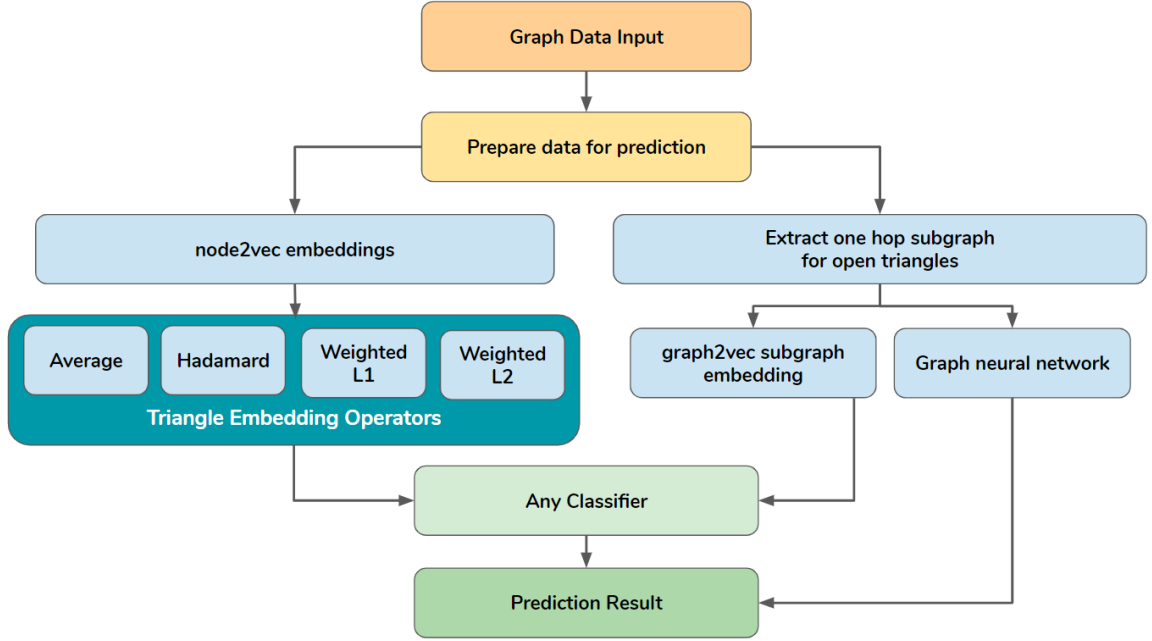 Graph Data Input
Prepare data for prediction
node2vec embeddings
Extract one hop subgraph
for open triangles
Average
Hadamard
Weighted
L1
Weighted
L2
Triangle Embedding Operators
graph2vec subgraph
embedding
Graph neural network
Any Classifier
Prediction Result